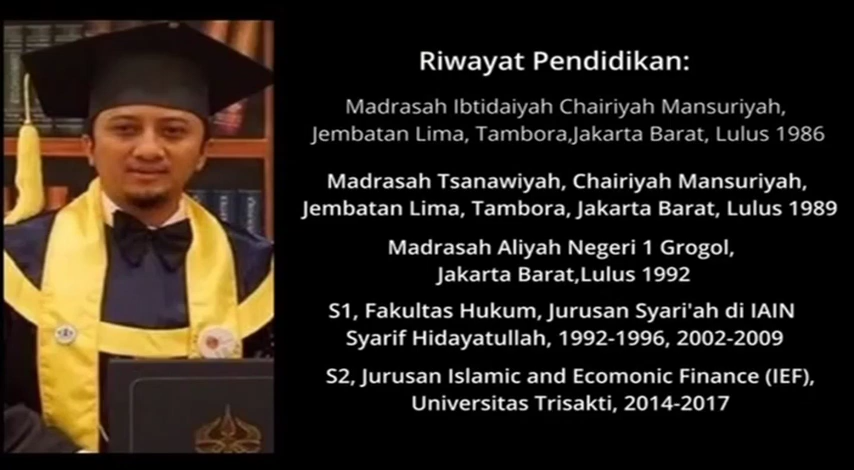 Riwayat Pendidikan:
Madrasah Ibtidaiyah Chairiyah Mansuriyah,
Jembatan Lima, Tambora,Jakarta Barat, Lulus 1986
Madrasah Tsanawiyah, Chairiyah Mansuriyah,
Jembatan Lima, Tambora, Jakarta Barat, Lulus 1989
Madrasah Aliyah Negeri 1 Grogol,
Jakarta Barat,Lulus 1992
S1, Fakultas Hukum, Jurusan Syari'ah di IAIN
Syarif Hidayatullah, 1992-1996, 2002-2009
S2, Jurusan Islamic and Ecomonic Finance (IEF),
Universitas Trisakti, 2014-2017